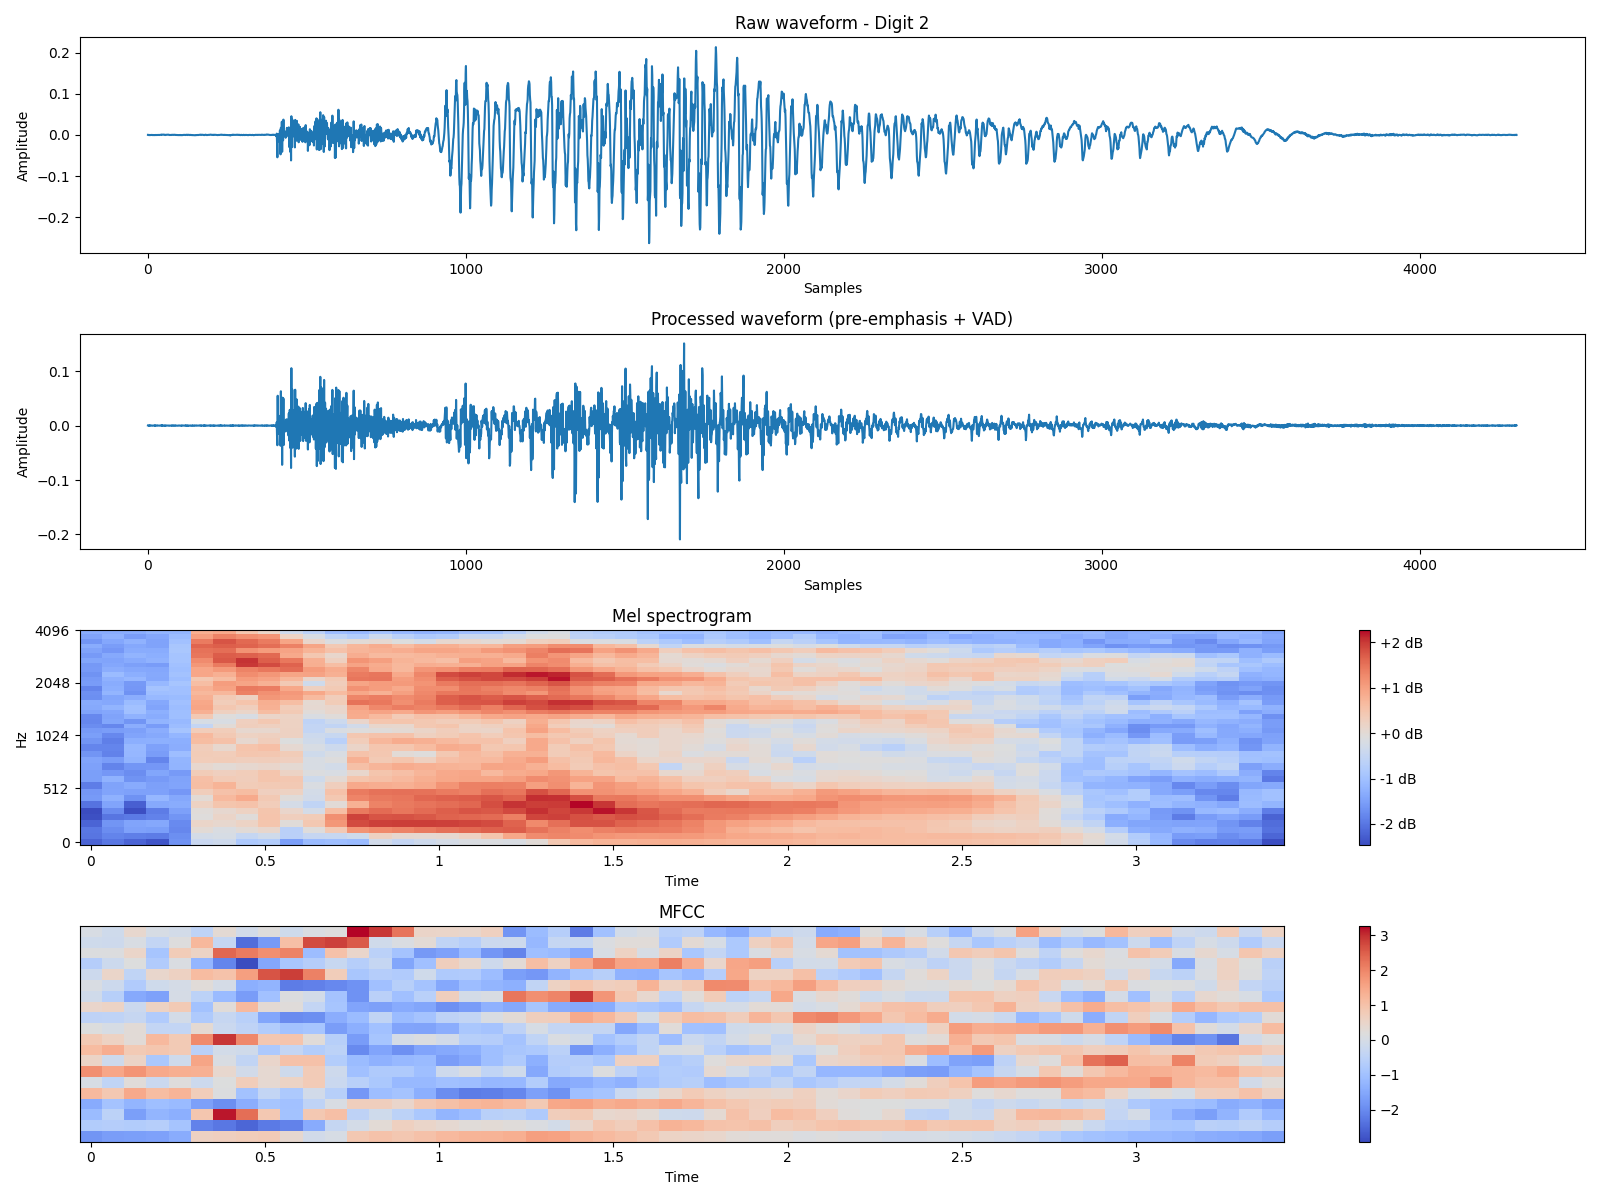 Raw waveform - Digit 2
Amplitude
0.2
0.1
0.0
−0.1
−0.2
0 1000 2000 3000 4000
Samples
Processed waveform (pre-emphasis + VAD)
Amplitude
0.1
0.0
−0.1
−0.2
0 1000 2000 3000 4000
Samples
Mel spectrogram
Hz
4096
2048
1024
512
0
0 0.5 1 1.5 2 2.5 3
Time
+2 dB
+1 dB
+0 dB
-1 dB
-2 dB
MFCC
0 0.5 1 1.5 2 2.5 3
Time
3
2
1
0
−1
−2